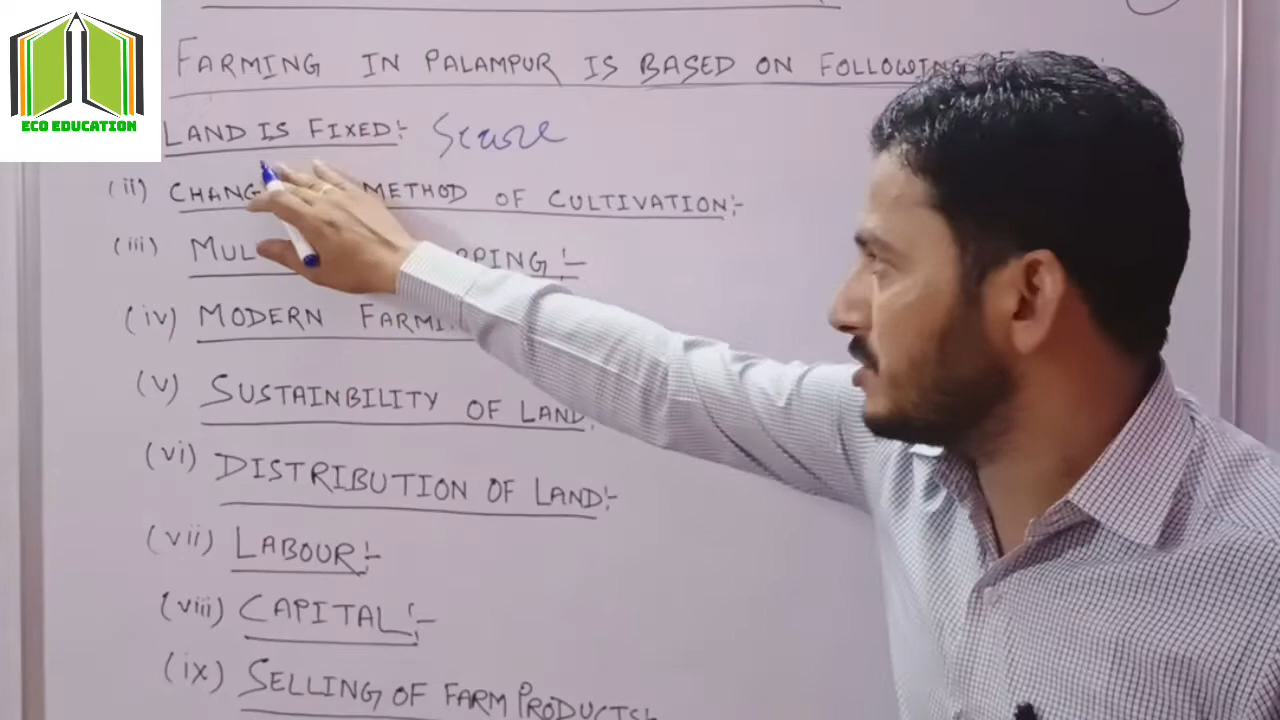 ECO EDUCATION
FARMING IN PALAMPUR IS BASED ON FOLLOWING
LAND IS FIXED:-
(ii) CHANG METHOD OF CULTIVATION:-
(iii) MUL PPING :-
(iv) MODERN FARMI
(v) SUSTAINBILITY OF LAND
(vi) DISTRIBUTION OF LAND:-
(vii) LABOUR:-
(viii) CAPITAL:-
(ix) SELLING OF FARM PRODUCTS:-